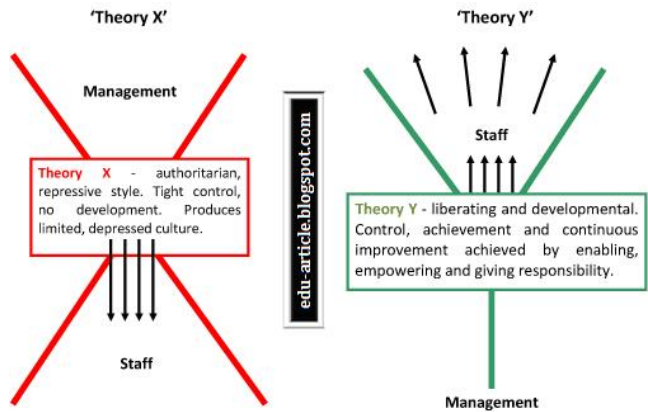 'Theory X'
Management
Theory X - authoritarian,
repressive style. Tight control,
no development. Produces
limited, depressed culture.
Staff
edu-article.blogspot.com
'Theory Y'
Staff
Theory Y - liberating and developmental.
Control, achievement and continuous
improvement achieved by enabling,
empowering and giving responsibility.
Management